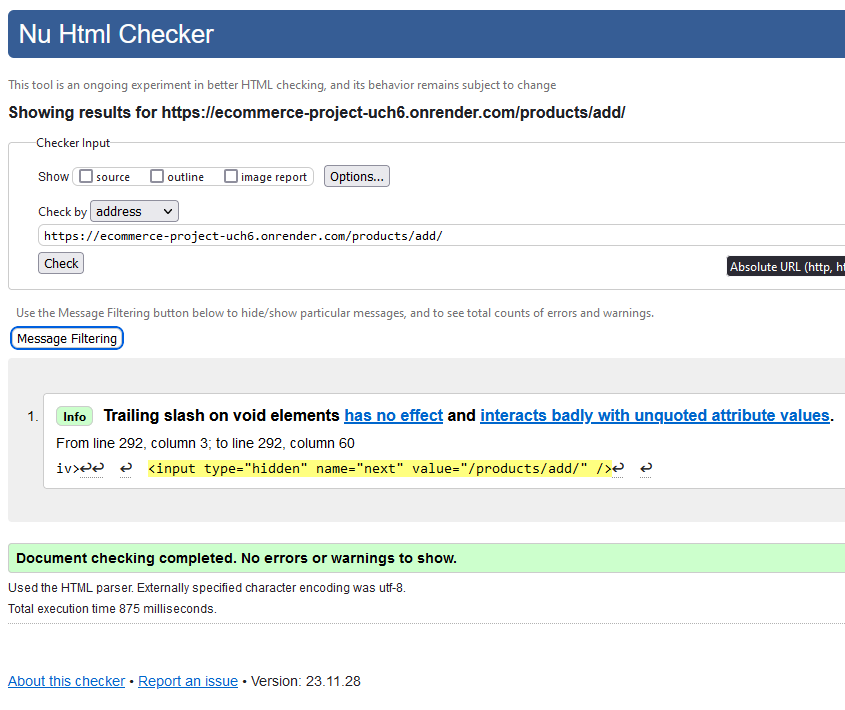 Nu Html Checker
This tool is an ongoing experiment in better HTML checking, and its behavior remains subject to change
Showing results for https://ecommerce-project-uch6.onrender.com/products/add/
Checker Input
Show source outline image report Options...
Check by address
https://ecommerce-project-uch6.onrender.com/products/add/
Check
Absolute URL (http, ht
Use the Message Filtering button below to hide/show particular messages, and to see total counts of errors and warnings.
Message Filtering
1. Info Trailing slash on void elements has no effect and interacts badly with unquoted attribute values.
From line 292, column 3; to line 292, column 60
iv>↩↩ ↩ <input type="hidden" name="next" value="/products/add/" />↩ ↩
Document checking completed. No errors or warnings to show.
Used the HTML parser. Externally specified character encoding was utf-8.
Total execution time 875 milliseconds.
About this checker • Report an issue • Version: 23.11.28